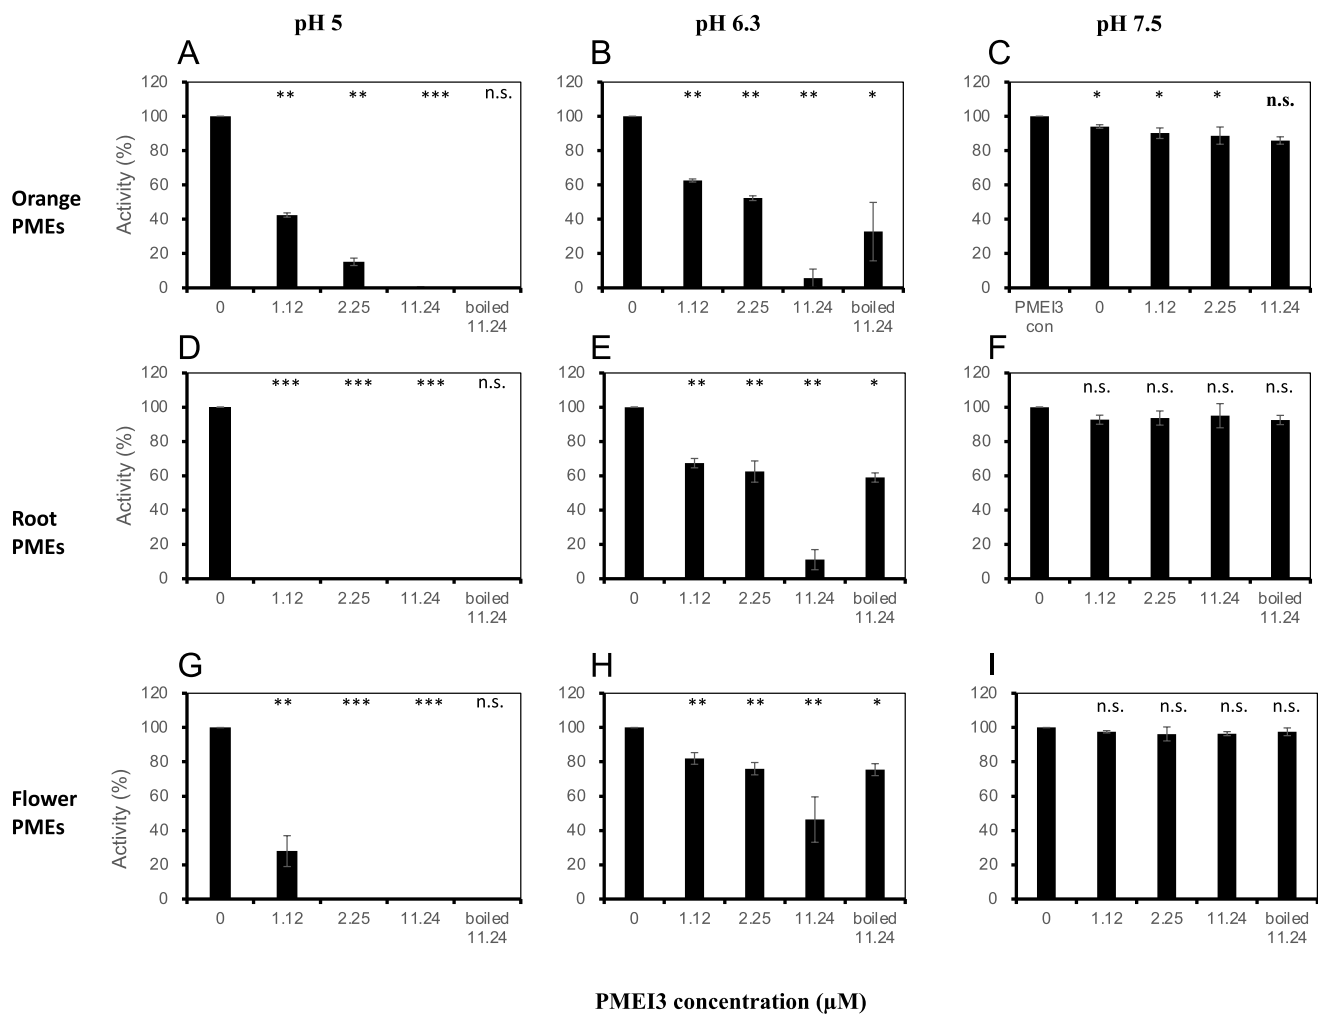 pH 5
pH 6.3
pH 7.5
A
B
C
Orange
PMEs
Activity (%)
120
100
80
60
40
20
0
** ** *** n.s.
0 1.12 2.25 11.24 boiled
11.24
120
100
80
60
40
20
0
** ** ** *
0 1.12 2.25 11.24 boiled
11.24
120
100
80
60
40
20
0
* * * n.s.
PMEI3 0 1.12 2.25 11.24
con
D
E
F
Root
PMEs
Activity (%)
120
100
80
60
40
20
0
*** *** *** n.s.
0 1.12 2.25 11.24 boiled
11.24
120
100
80
60
40
20
0
** ** ** *
0 1.12 2.25 11.24 boiled
11.24
120
100
80
60
40
20
0
n.s. n.s. n.s. n.s.
0 1.12 2.25 11.24 boiled
11.24
G
H
I
Flower
PMEs
Activity (%)
120
100
80
60
40
20
0
** *** *** n.s.
0 1.12 2.25 11.24 boiled
11.24
120
100
80
60
40
20
0
** ** ** *
0 1.12 2.25 11.24 boiled
11.24
120
100
80
60
40
20
0
n.s. n.s. n.s. n.s.
0 1.12 2.25 11.24 boiled
11.24
PMEI3 concentration (µM)